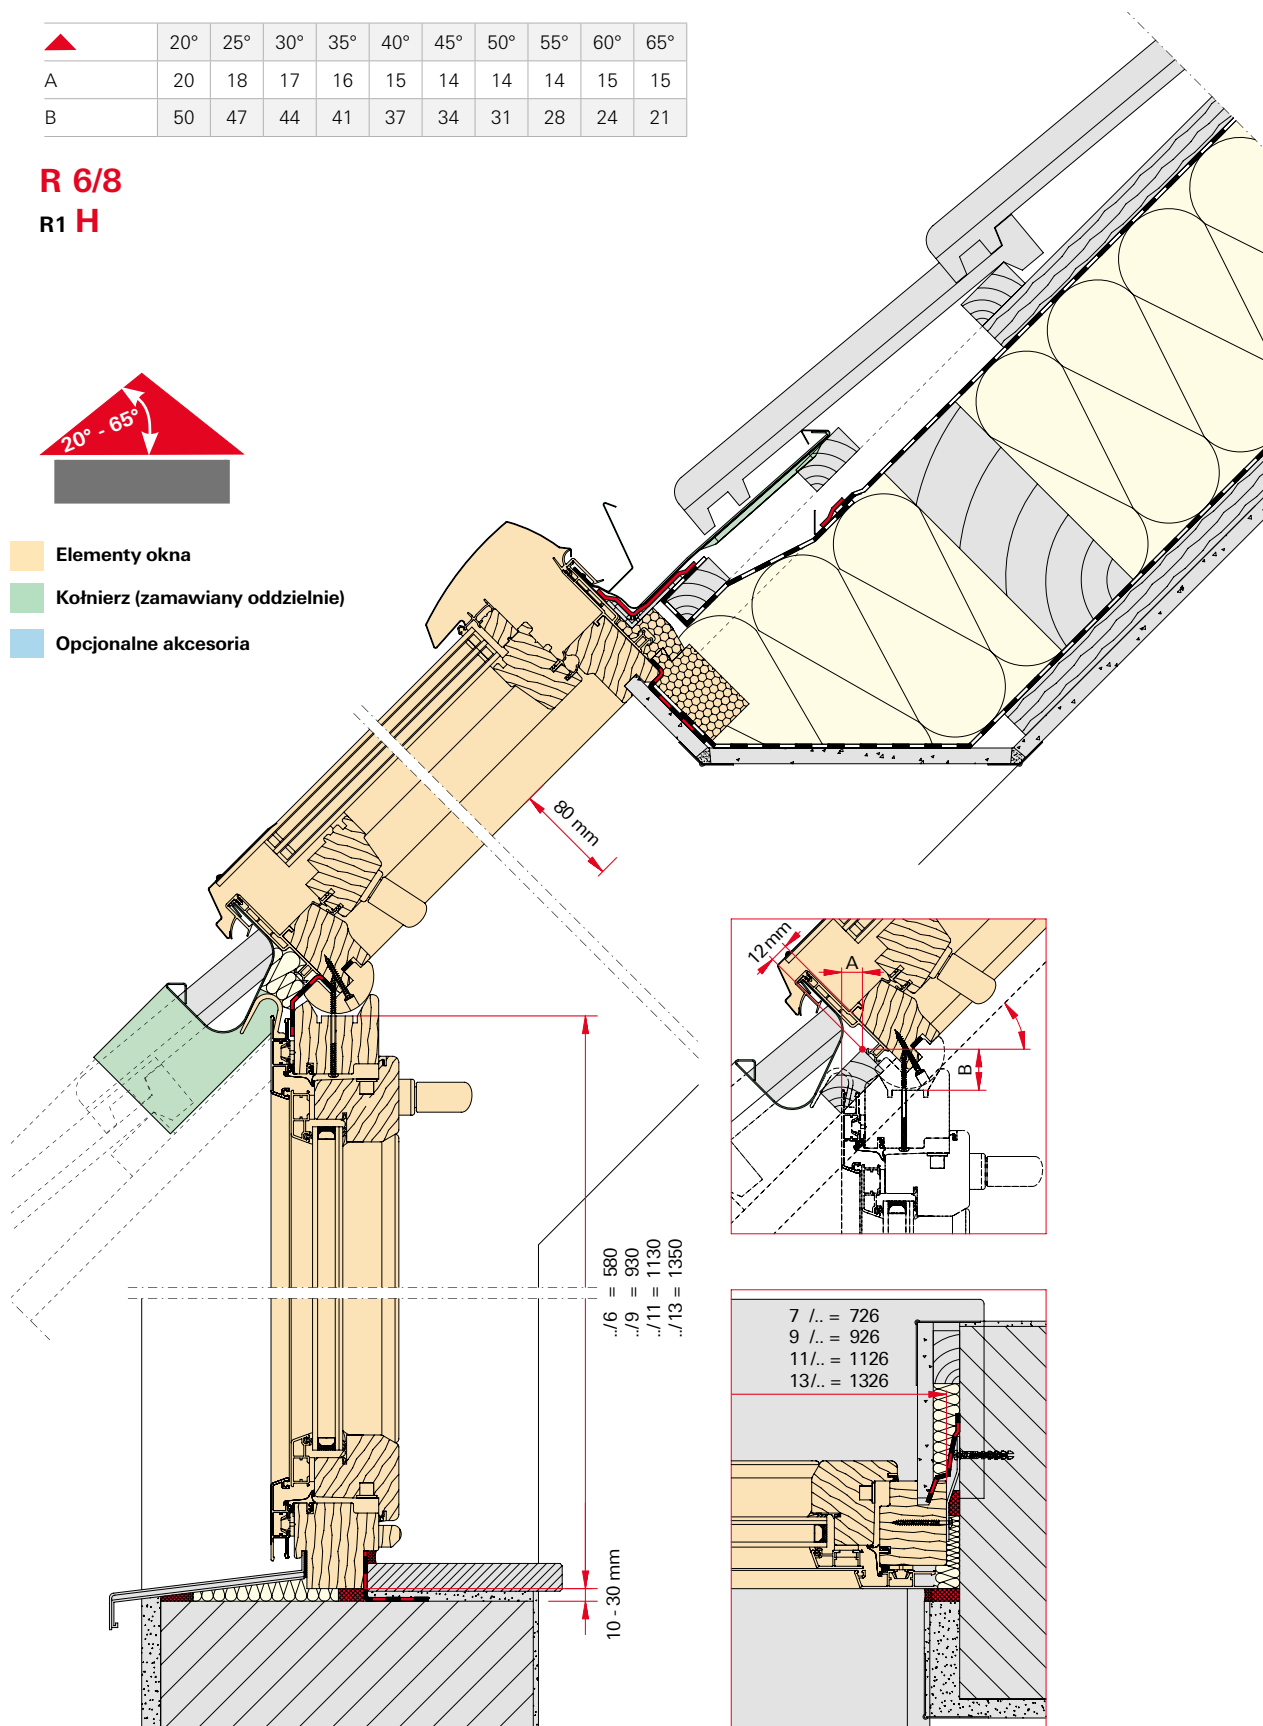 20° 25° 30° 35° 40° 45° 50° 55° 60° 65°
A 20 18 17 16 15 14 14 14 15 15
B 50 47 44 41 37 34 31 28 24 21
R 6/8
R1 H
20° - 65°
Elementy okna
Kołnierz (zamawiany oddzielnie)
Opcjonalne akcesoria
80 mm
12 mm
A
B
../6 = 580
../9 = 930
../11 = 1130
../13 = 1350
7 /.. = 726
9 /.. = 926
11/.. = 1126
13/.. = 1326
10 - 30 mm